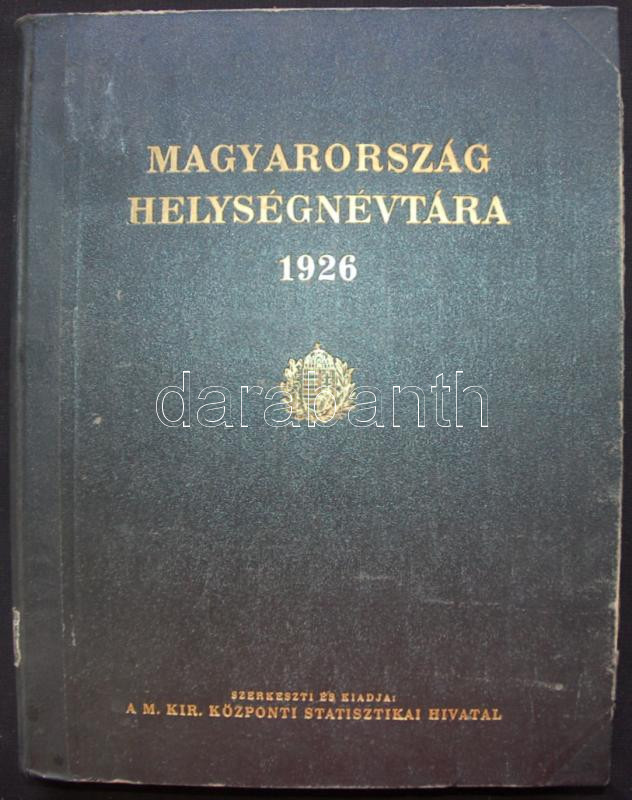 MAGYARORSZÁG
HELYSÉGNÉVTÁRA
1926
darabanth
SZERKESZTI ÉS KIADJA:
A M. KIR. KÖZPONTI STATISZTIKAI HIVATAL